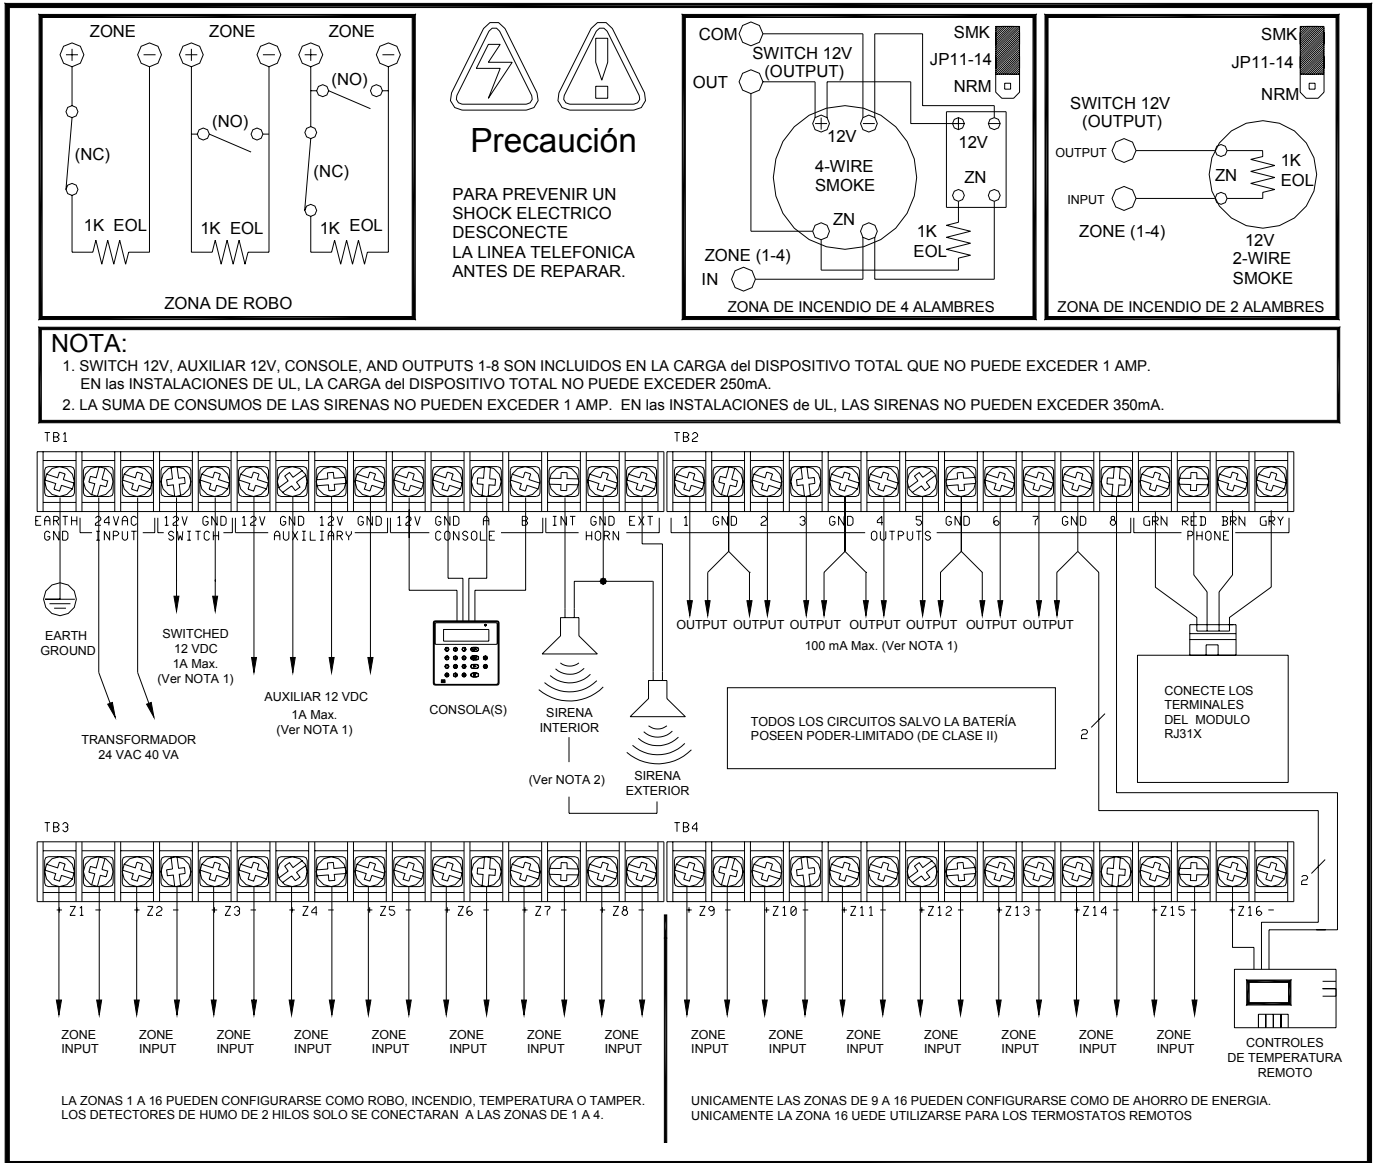 ZONE ZONE ZONE
+ - + - + -
(NC)
(NO)
(NO)
(NC)
1K EOL 1K EOL 1K EOL
ZONA DE ROBO
Precaución
PARA PREVENIR UN
SHOCK ELECTRICO
DESCONECTE
LA LINEA TELEFONICA
ANTES DE REPARAR.
COM
SWITCH 12V
(OUTPUT)
OUT
SMK
JP11-14
NRM
12V
4-WIRE
SMOKE
ZN
12V
ZN
1K
EOL
ZONE (1-4)
IN
ZONA DE INCENDIO DE 4 ALAMBRES
SMK
JP11-14
NRM
SWITCH 12V
(OUTPUT)
OUTPUT
INPUT
ZN
1K
EOL
ZONE (1-4)
12V
2-WIRE
SMOKE
ZONA DE INCENDIO DE 2 ALAMBRES
NOTA:
1. SWITCH 12V, AUXILIAR 12V, CONSOLE, AND OUTPUTS 1-8 SON INCLUIDOS EN LA CARGA del DISPOSITIVO TOTAL QUE NO PUEDE EXCEDER 1 AMP.
EN las INSTALACIONES DE UL, LA CARGA del DISPOSITIVO TOTAL NO PUEDE EXCEDER 250mA.
2. LA SUMA DE CONSUMOS DE LAS SIRENAS NO PUEDEN EXCEDER 1 AMP. EN las INSTALACIONES de UL, LAS SIRENAS NO PUEDEN EXCEDER 350mA.
TB1
EARTH GND
24VAC INPUT
12V GND SWITCH
12V GND 12V GND AUXILIARY
12V GND A B CONSOLE
INT GND EXT HORN
TB2
1 GND 2 3 GND 4 5 GND 6 7 GND 8
OUTPUTS
GRN RED BRN GRY
PHONE
EARTH
GROUND
TRANSFORMADOR
24 VAC 40 VA
SWITCHED
12 VDC
1A Max.
(Ver NOTA 1)
AUXILIAR 12 VDC
1A Max.
(Ver NOTA 1)
CONSOLA(S)
SIRENA
INTERIOR
(Ver NOTA 2)
SIRENA
EXTERIOR
OUTPUT OUTPUT OUTPUT OUTPUT OUTPUT OUTPUT OUTPUT
100 mA Max. (Ver NOTA 1)
TODOS LOS CIRCUITOS SALVO LA BATERÍA
POSEEN PODER-LIMITADO (DE CLASE II)
2
CONECTE LOS
TERMINALES
DEL MODULO
RJ31X
2
TB3
+ Z1 - + Z2 - + Z3 - + Z4 - + Z5 - + Z6 - + Z7 - + Z8 -
TB4
+ Z9 - + Z10 - + Z11 - + Z12 - + Z13 - + Z14 - + Z15 - + Z16 -
ZONE ZONE ZONE ZONE ZONE ZONE ZONE ZONE
INPUT INPUT INPUT INPUT INPUT INPUT INPUT INPUT
ZONE ZONE ZONE ZONE ZONE ZONE ZONE
INPUT INPUT INPUT INPUT INPUT INPUT INPUT
CONTROLES
DE TEMPERATURA
REMOTO
LA ZONAS 1 A 16 PUEDEN CONFIGURARSE COMO ROBO, INCENDIO, TEMPERATURA O TAMPER.
LOS DETECTORES DE HUMO DE 2 HILOS SOLO SE CONECTARAN A LAS ZONAS DE 1 A 4.
UNICAMENTE LAS ZONAS DE 9 A 16 PUEDEN CONFIGURARSE COMO DE AHORRO DE ENERGIA.
UNICAMENTE LA ZONA 16 UEDE UTILIZARSE PARA LOS TERMOSTATOS REMOTOS